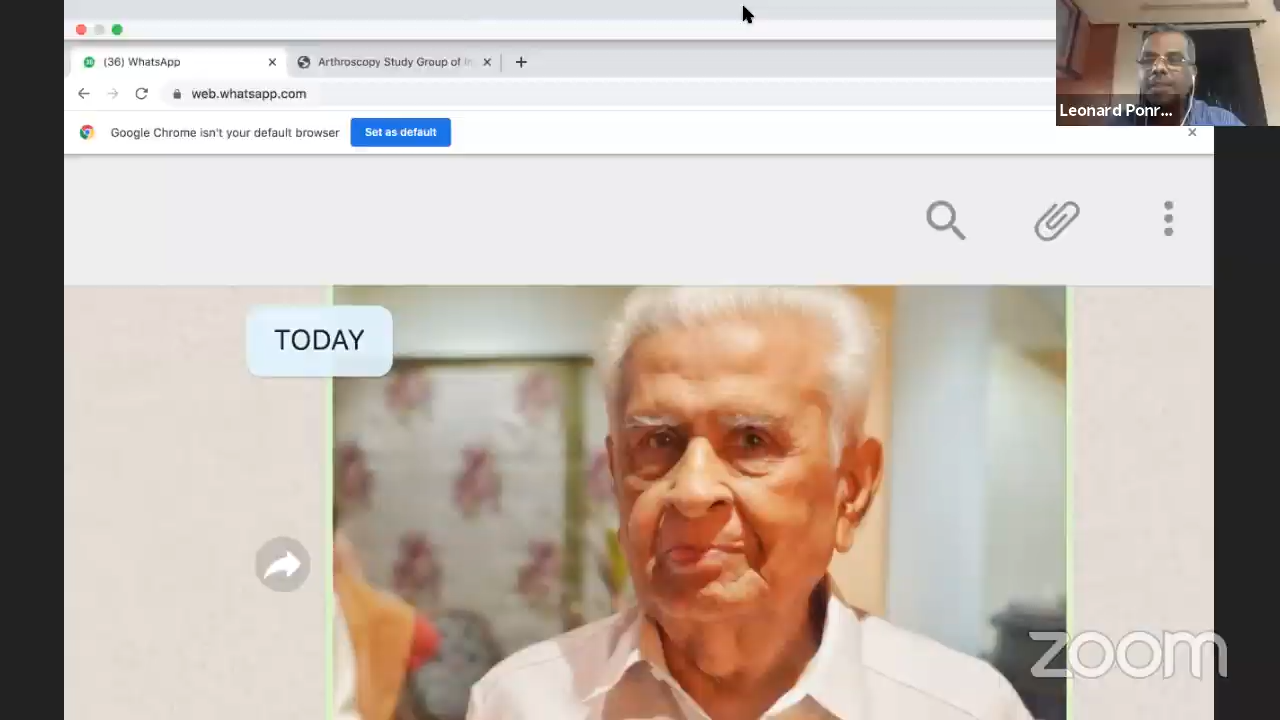 (36) WhatsApp
Arthroscopy Study Group of
web.whatsapp.com
Google Chrome isn't your default browser
Set as default
Leonard Ponr...
TODAY
zoom